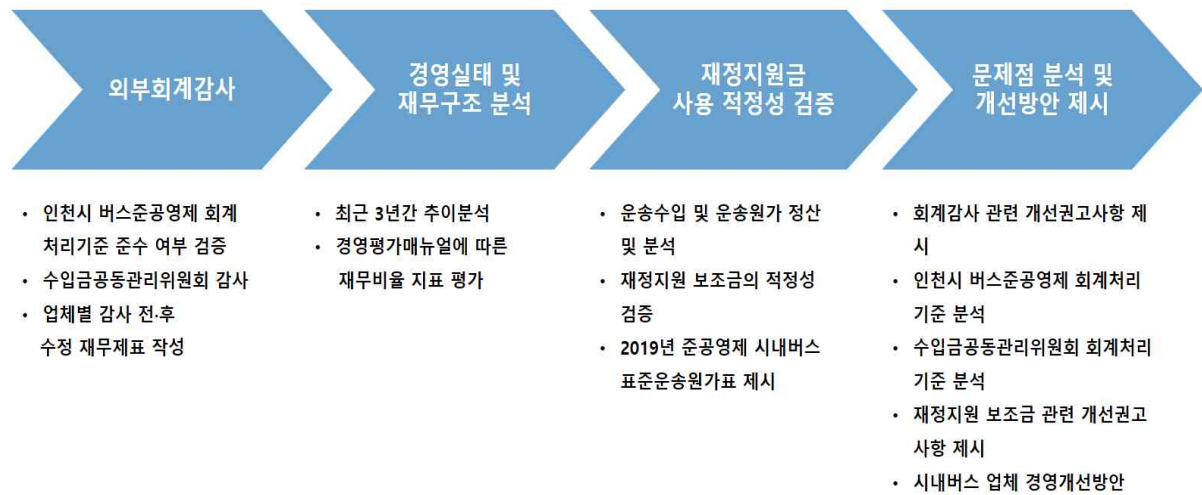 외부회계감사
경영실태 및
재무구조 분석
재정지원금
사용 적정성 검증
문제점 분석 및
개선방안 제시
• 인천시 버스준공영제 회계
처리기준 준수 여부 검증
• 수입금공동관리위원회 감사
• 업체별 감사 전·후
수정 재무제표 작성
• 최근 3년간 추이분석
• 경영평가매뉴얼에 따른
재무비율 지표 평가
• 운송수입 및 운송원가 정산
및 분석
• 재정지원 보조금의 적정성
검증
• 2019년 준공영제 시내버스
표준운송원가표 제시
• 회계감사 관련 개선권고사항 제
시
• 인천시 버스준공영제 회계처리
기준 분석
• 수입금공동관리위원회 회계처리
기준 분석
• 재정지원 보조금 관련 개선권고
사항 제시
• 시내버스 업체 경영개선방안